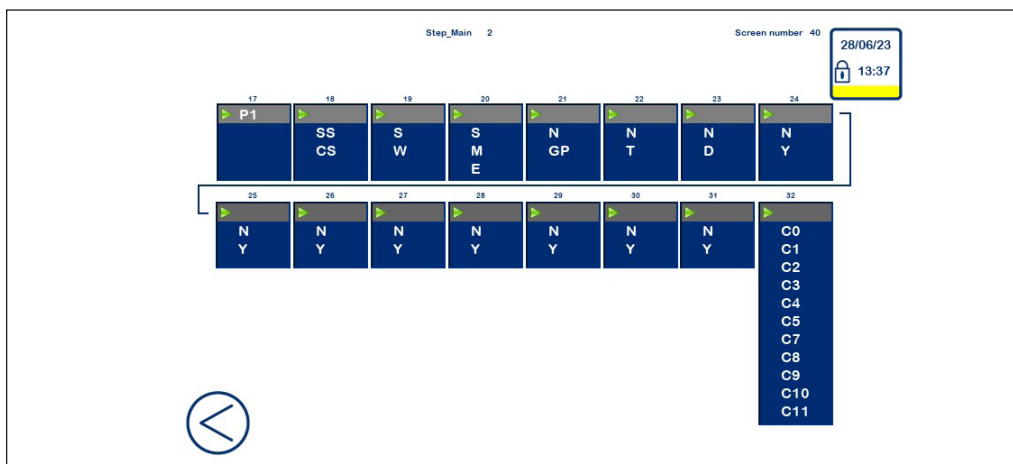 Step_Main 2
Screen number 40
28/06/23
13:37
17 18 19 20 21 22 23 24
P1
SS S S N N N N
CS W M GP T D Y
E
25 26 27 28 29 30 31 32
N N N N N N N C0
Y Y Y Y Y Y Y C1
C2
C3
C4
C5
C7
C8
C9
C10
C11